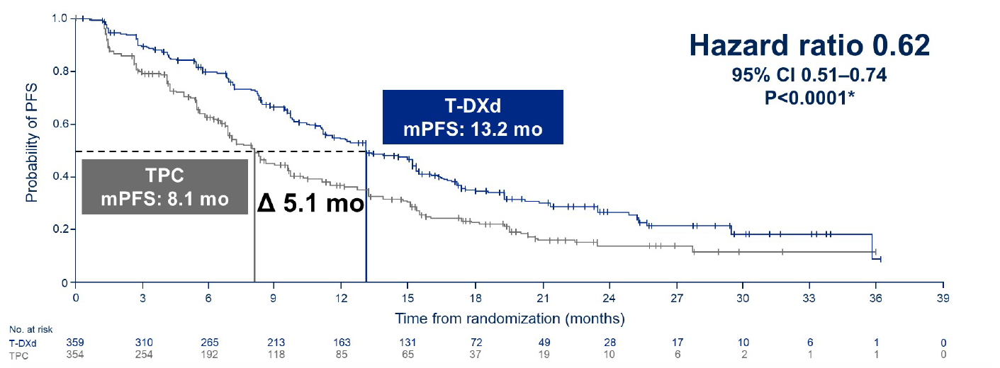 Hazard ratio 0.62
95% CI 0.51–0.74
P<0.0001*
T-DXd
mPFS: 13.2 mo
TPC
mPFS: 8.1 mo
Δ 5.1 mo
Probability of PFS
1.0
0.8
0.6
0.4
0.2
0
0 3 6 9 12 15 18 21 24 27 30 33 36 39
Time from randomization (months)
No. at risk
T-DXd 359 310 265 213 163 131 72 49 28 17 10 6 1 0
TPC 354 254 192 118 85 65 37 19 10 6 2 1 1 0